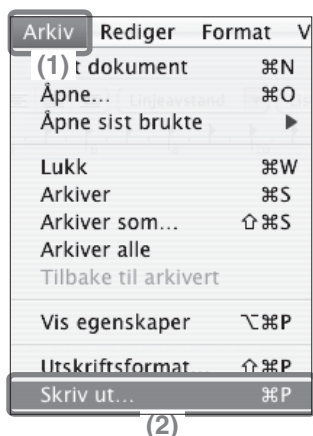 Arkiv Rediger Format V
(1) t dokument ⌘N
Åpne... ⌘O
Åpne sist brukte ▶
Lukk ⌘W
Arkiver ⌘S
Arkiver som... ⇧⌘S
Arkiver alle
Tilbake til arkivert
Vis egenskaper ⌥⌘P
Utskriftsformat... ⇧⌘P
Skriv ut... ⌘P
(2)